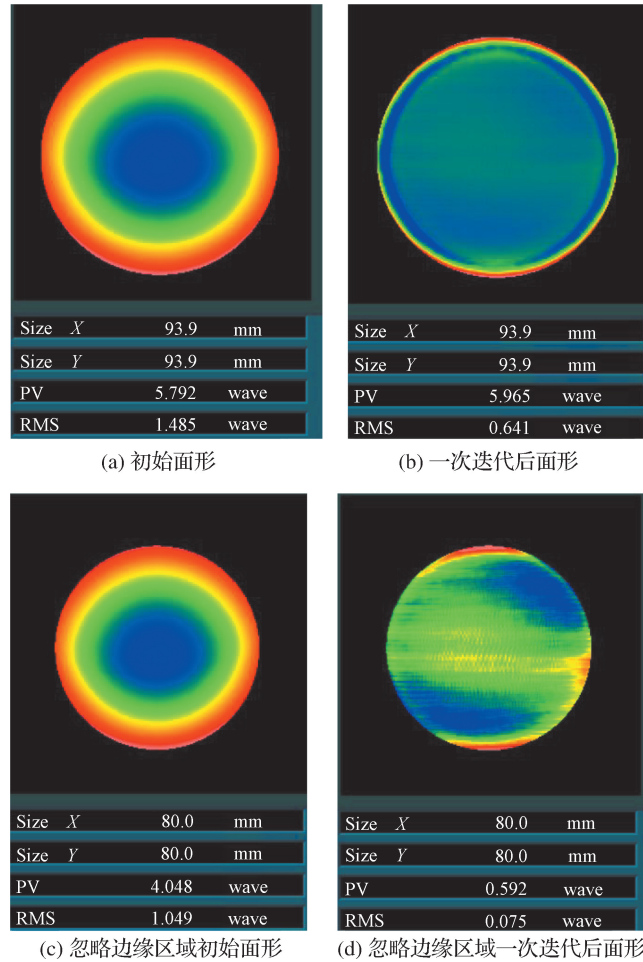 Size X 93.9 mm
Size Y 93.9 mm
PV 5.792 wave
RMS 1.485 wave
(a) 初始面形
Size X 93.9 mm
Size Y 93.9 mm
PV 5.965 wave
RMS 0.641 wave
(b) 一次迭代后面形
Size X 80.0 mm
Size Y 80.0 mm
PV 4.048 wave
RMS 1.049 wave
(c) 忽略边缘区域初始面形
Size X 80.0 mm
Size Y 80.0 mm
PV 0.592 wave
RMS 0.075 wave
(d) 忽略边缘区域一次迭代后面形